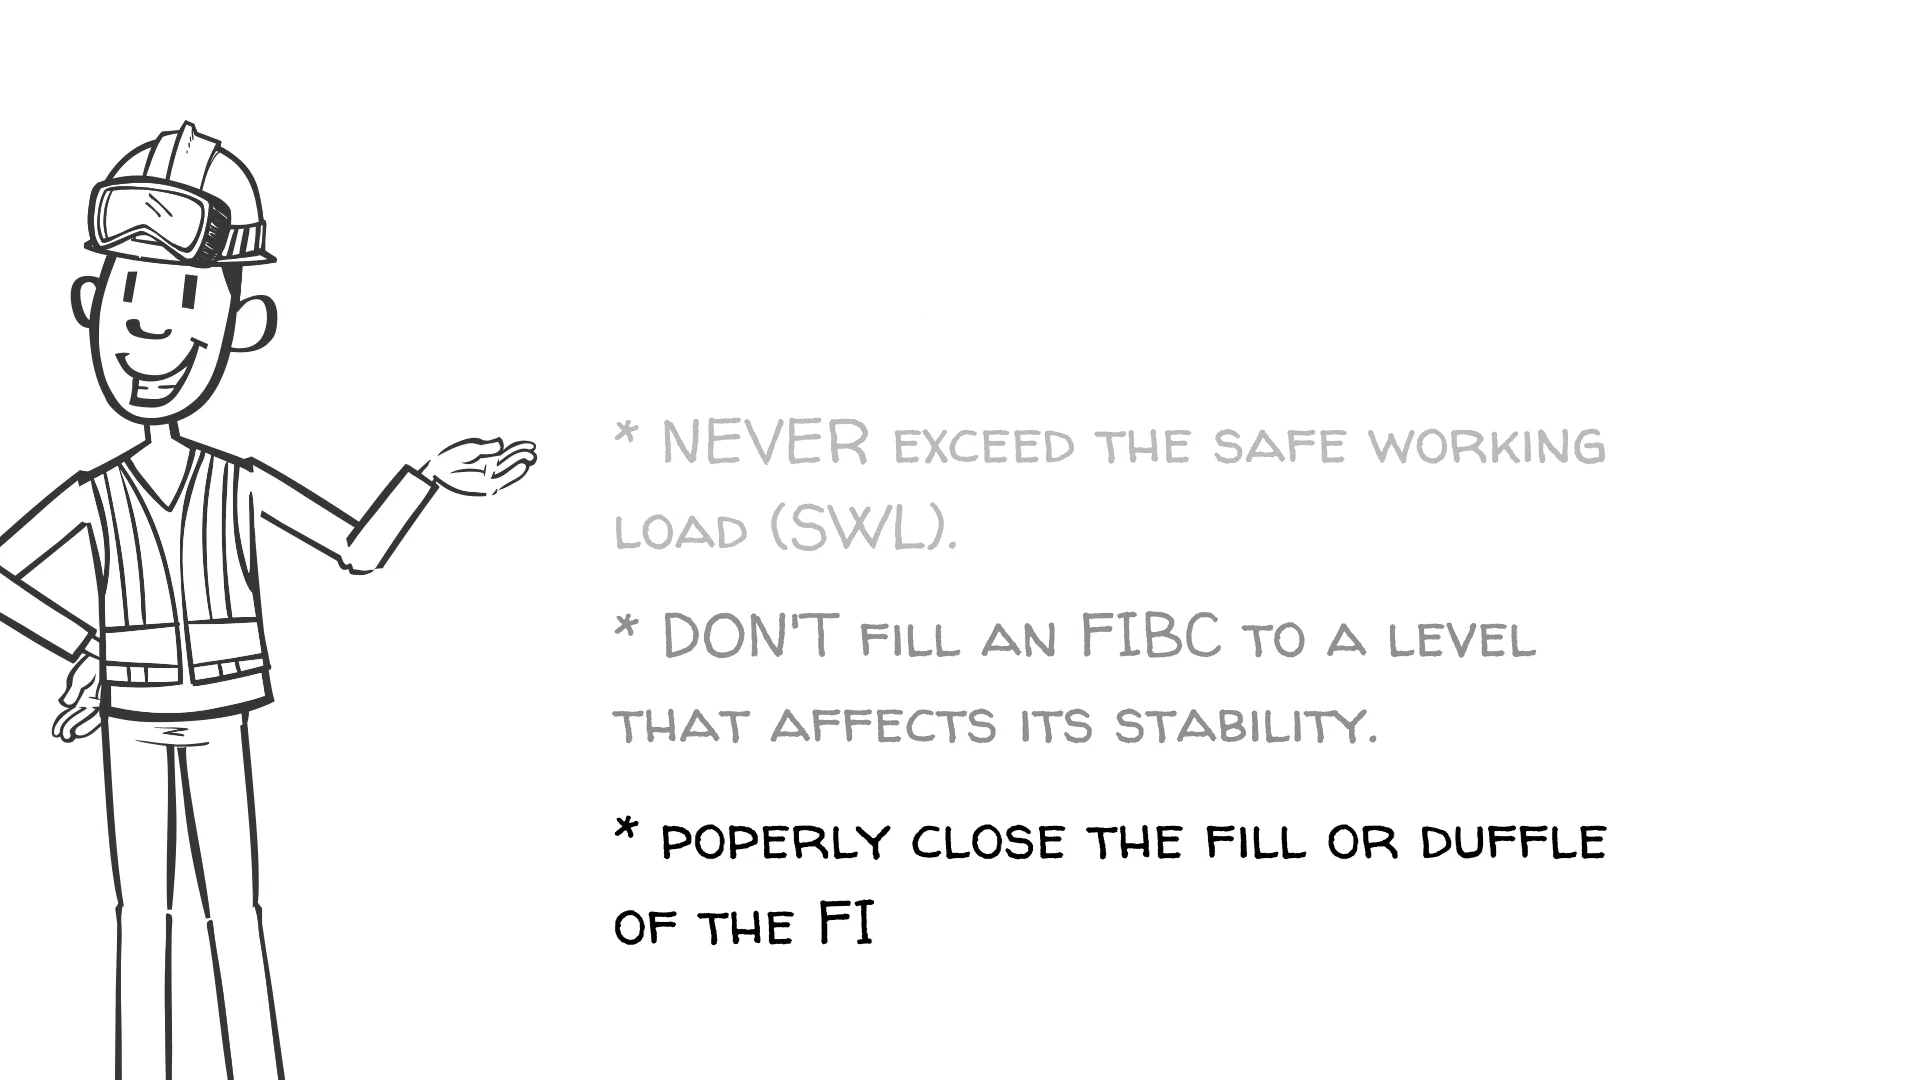 * NEVER EXCEED THE SAFE WORKING
LOAD (SWL).
* DON'T FILL AN FIBC TO A LEVEL
THAT AFFECTS ITS STABILITY.
* POPERLY CLOSE THE FILL OR DUFFLE
OF THE FI